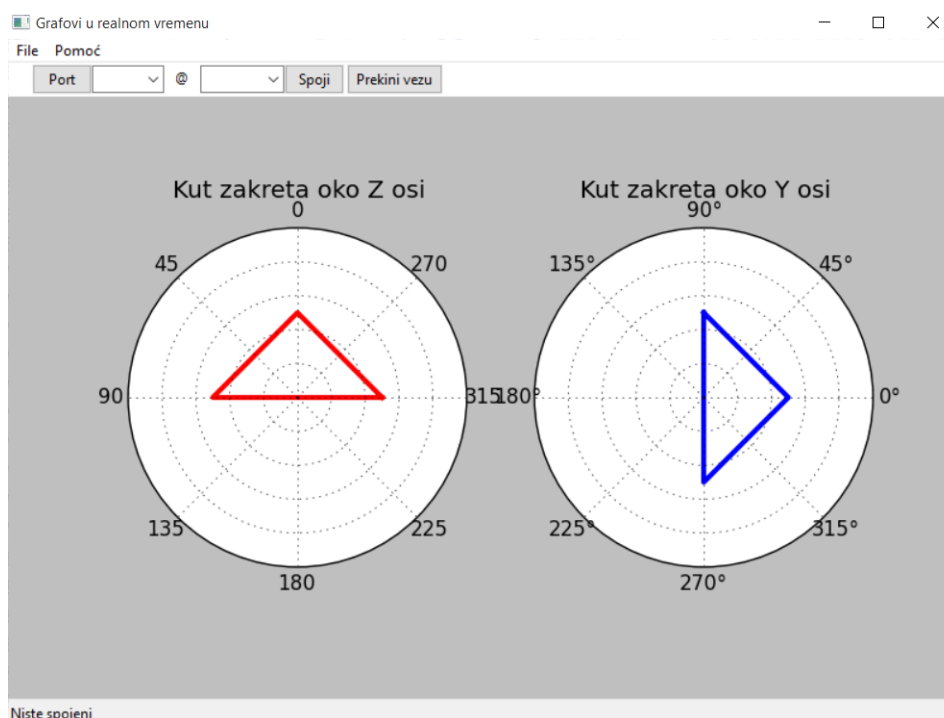 Grafovi u realnom vremenu
File Pomoć
Port @ Spoji Prekini vezu
Kut zakreta oko Z osi Kut zakreta oko Y osi
0 90°
45 270 135° 45°
90 315 180° 0°
135 225 225° 315°
180 270°
Niste spojeni